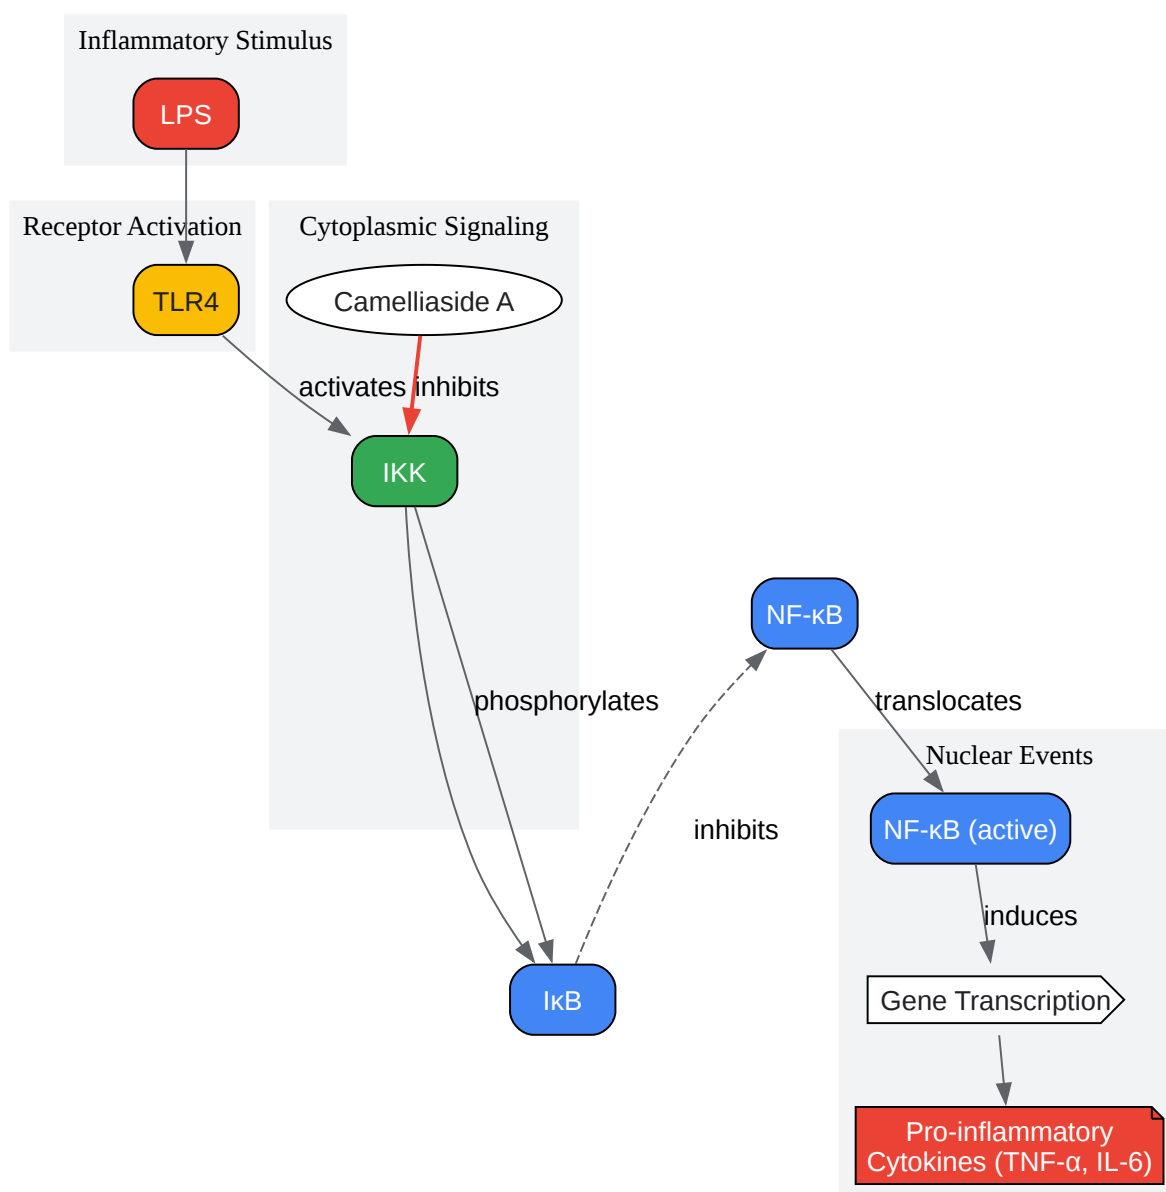 Inflammatory Stimulus
LPS
Receptor Activation
Cytoplasmic Signaling
TLR4
Camelliaside A
activates
inhibits
IKK
NF-κB
phosphorylates
translocates
Nuclear Events
inhibits
NF-κB (active)
induces
IκB
Gene Transcription
Pro-inflammatory
Cytokines (TNF-α, IL-6)